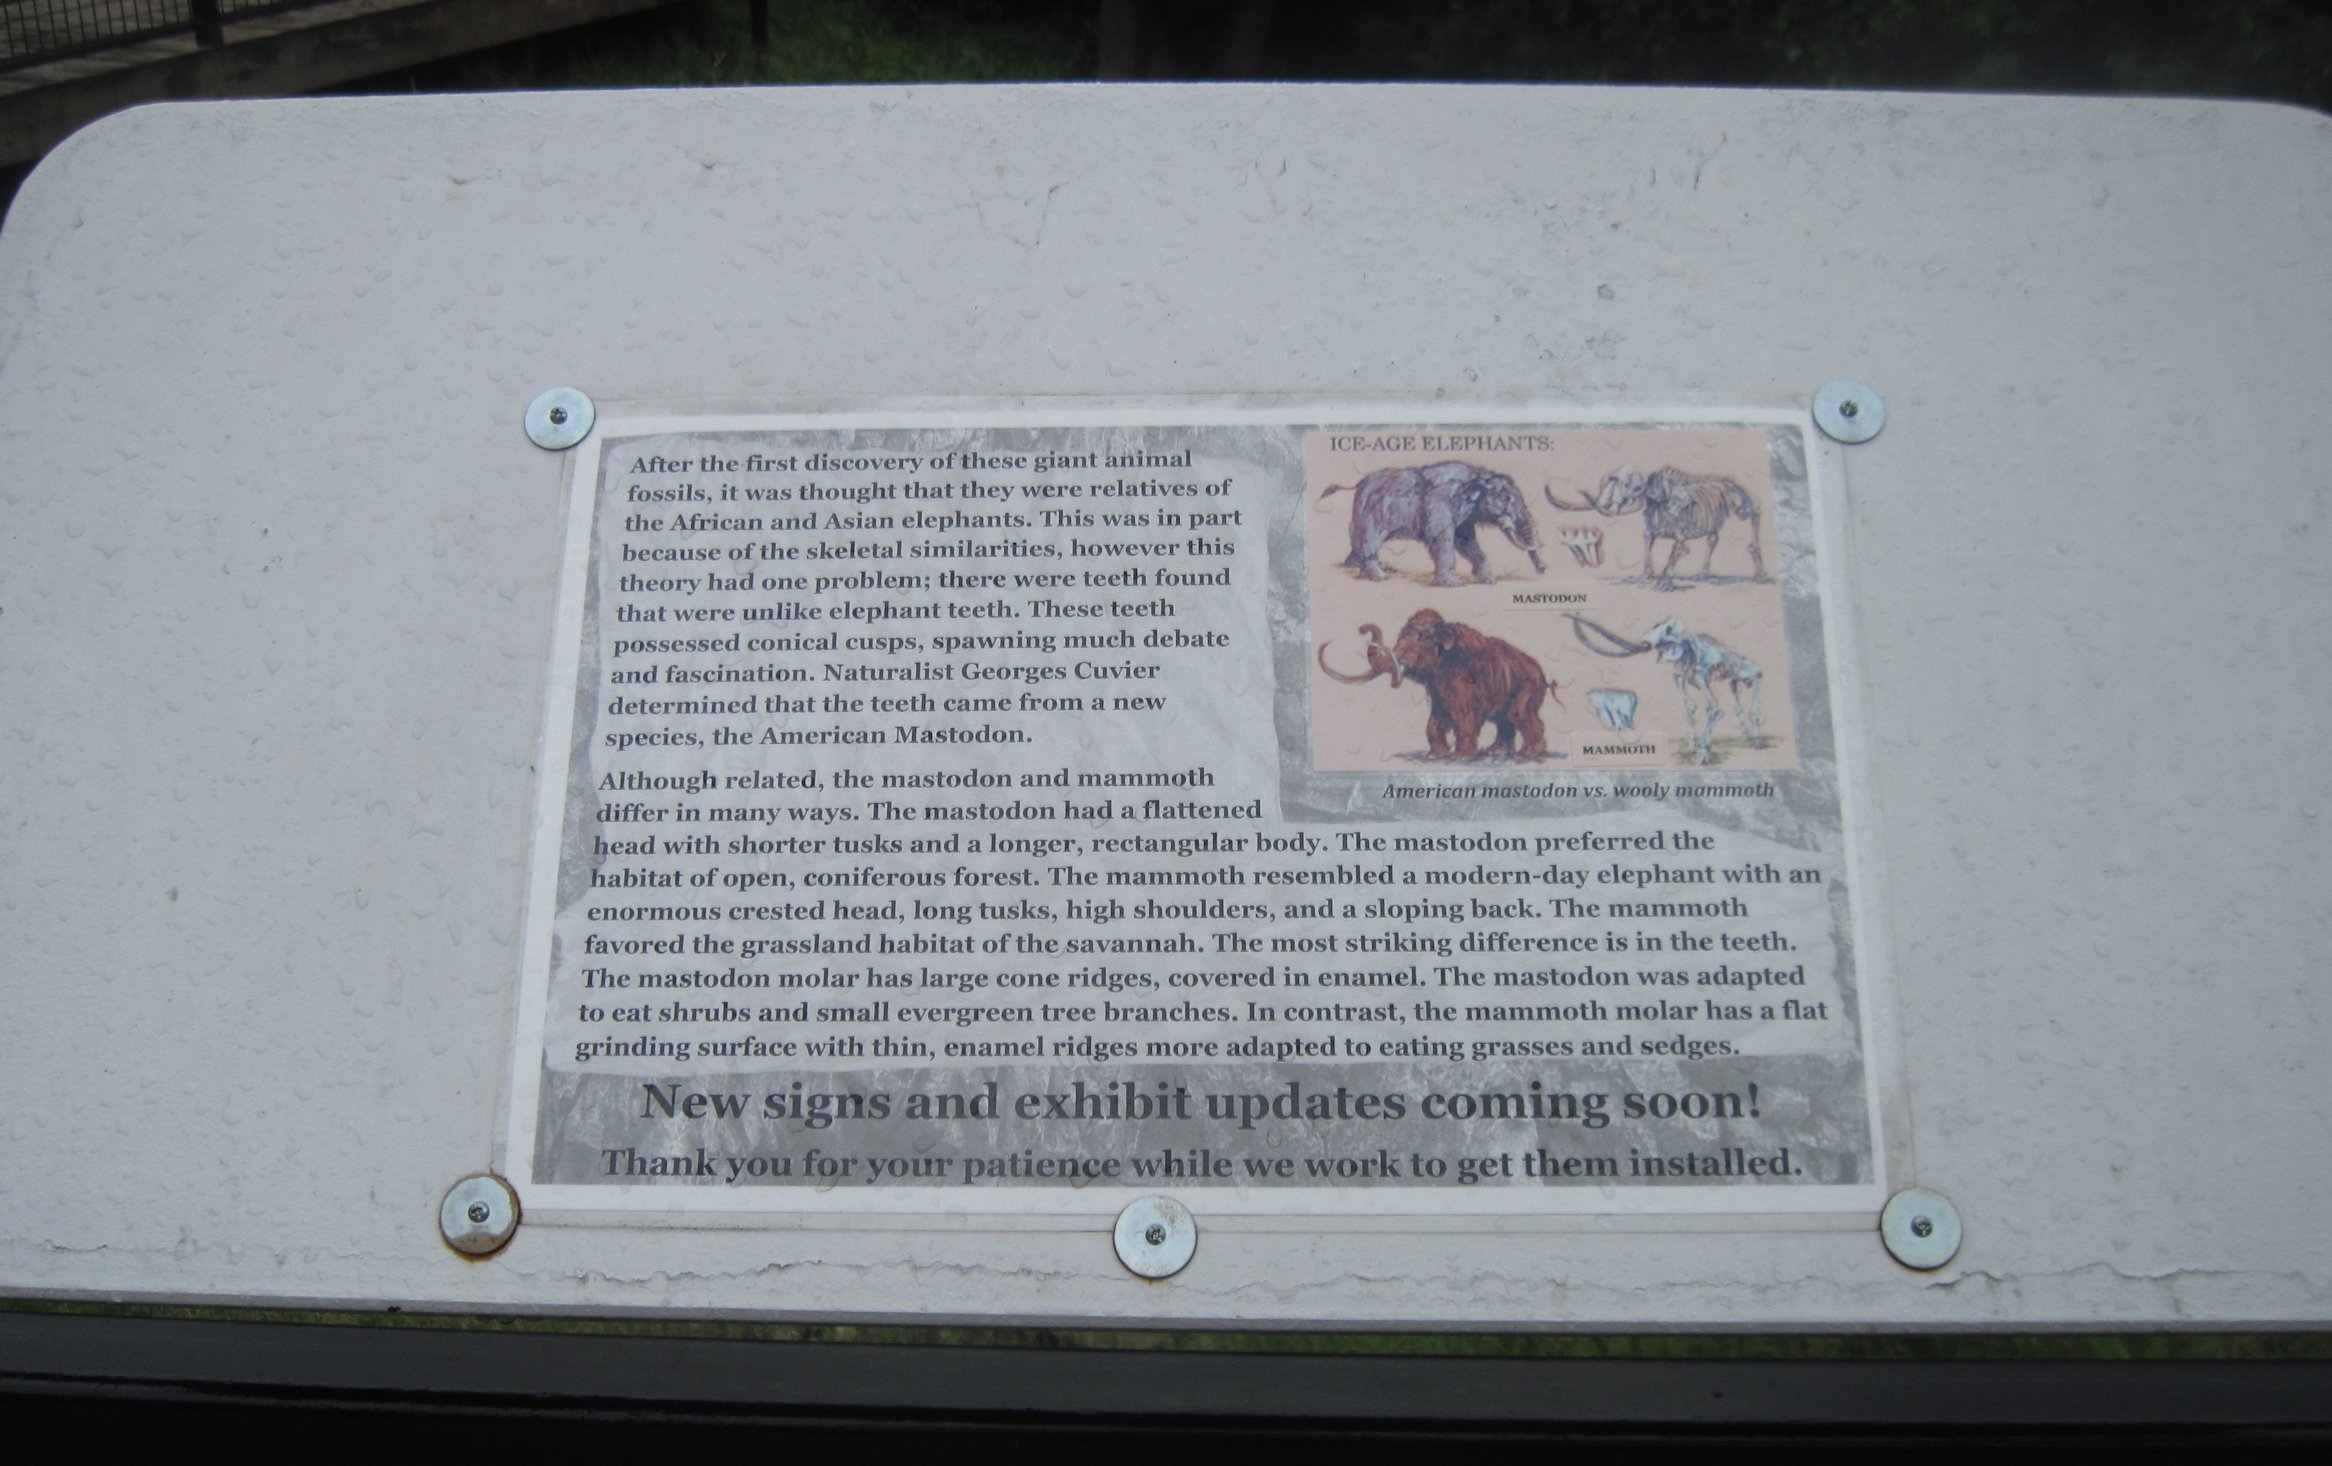 After the first discovery of these giant animal
fossils, it was thought that they were relatives of
the African and Asian elephants. This was in part
because of the skeletal similarities, however this
theory had one problem; there were teeth found
that were unlike elephant teeth. These teeth
possessed conical cusps, spawning much debate
and fascination. Naturalist Georges Cuvier
determined that the teeth came from a new
species, the American Mastodon.
Although related, the mastodon and mammoth
differ in many ways. The mastodon had a flattened
head with shorter tusks and a longer, rectangular body. The mastodon preferred the
habitat of open, coniferous forest. The mammoth resembled a modern-day elephant with an
enormous crested head, long tusks, high shoulders, and a sloping back. The mammoth
favored the grassland habitat of the savannah. The most striking difference is in the teeth.
The mastodon molar has large cone ridges, covered in enamel. The mastodon was adapted
to eat shrubs and small evergreen tree branches. In contrast, the mammoth molar has a flat
grinding surface with thin, enamel ridges more adapted to eating grasses and sedges.
ICE-AGE ELEPHANTS:
MASTODON
MAMMOTH
American mastodon vs. wooly mammoth
New signs and exhibit updates coming soon!
Thank you for your patience while we work to get them installed.